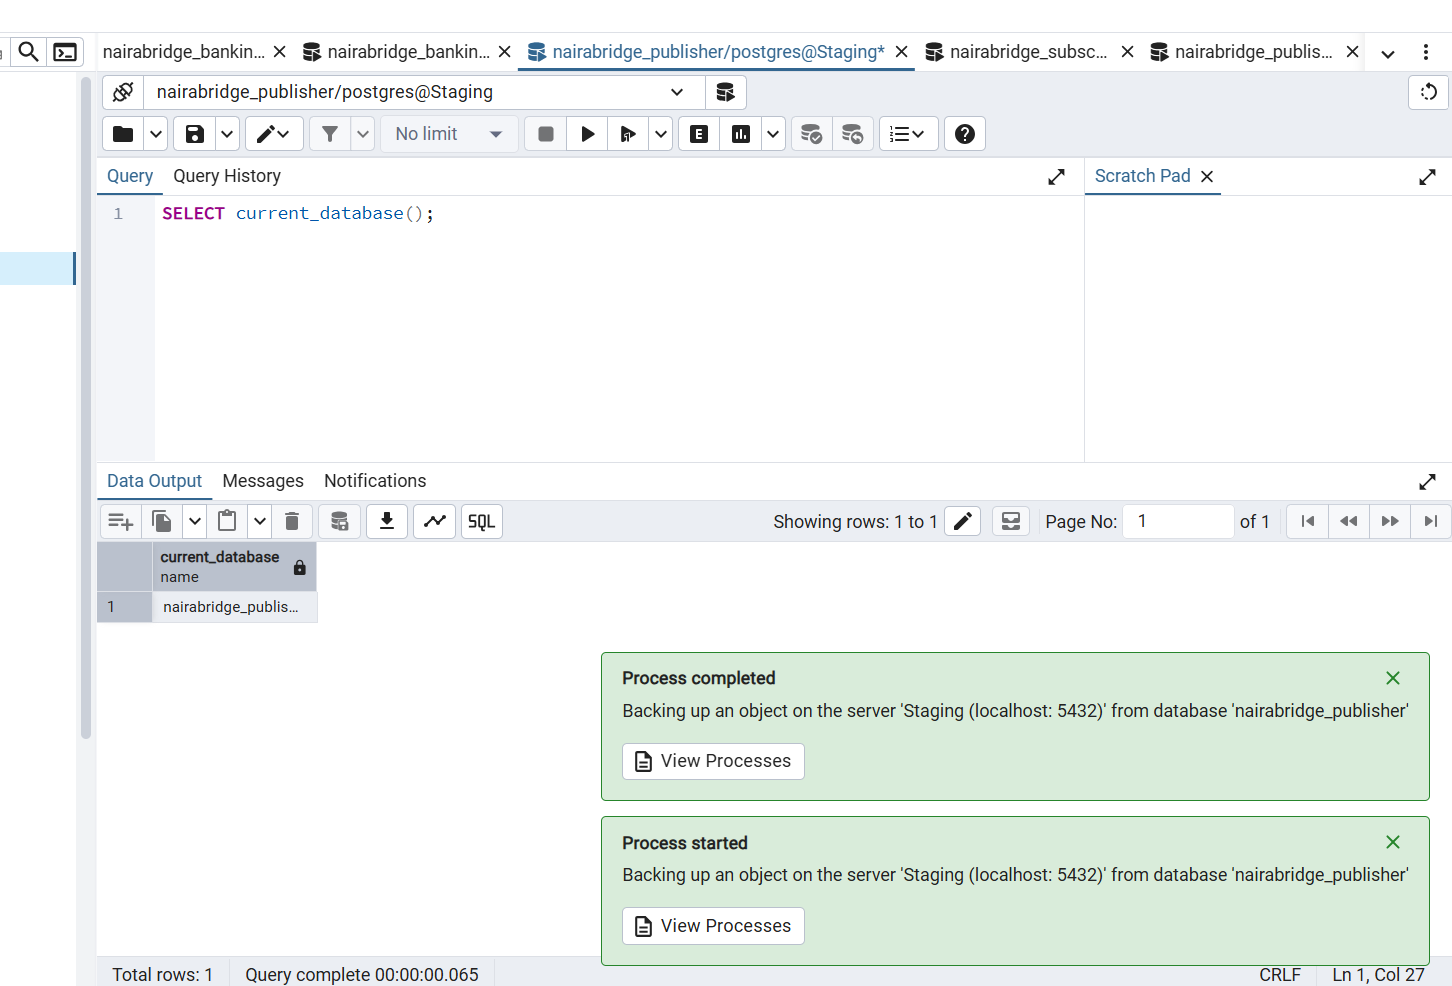 nairabridge_bankin...
nairabridge_bankin...
nairabridge_publisher/postgres@Staging*
nairabridge_subsc...
nairabridge_publis...
nairabridge_publisher/postgres@Staging
No limit
E
Query
Query History
Scratch Pad
1
SELECT current_database();
Data Output
Messages
Notifications
SQL
Showing rows: 1 to 1
Page No:
1
of 1
current_database
name
1
nairabridge_publis...
Process completed
Backing up an object on the server 'Staging (localhost: 5432)' from database 'nairabridge_publisher'
View Processes
Process started
Backing up an object on the server 'Staging (localhost: 5432)' from database 'nairabridge_publisher'
View Processes
Total rows: 1
Query complete 00:00:00.065
CRLF
Ln 1, Col 27